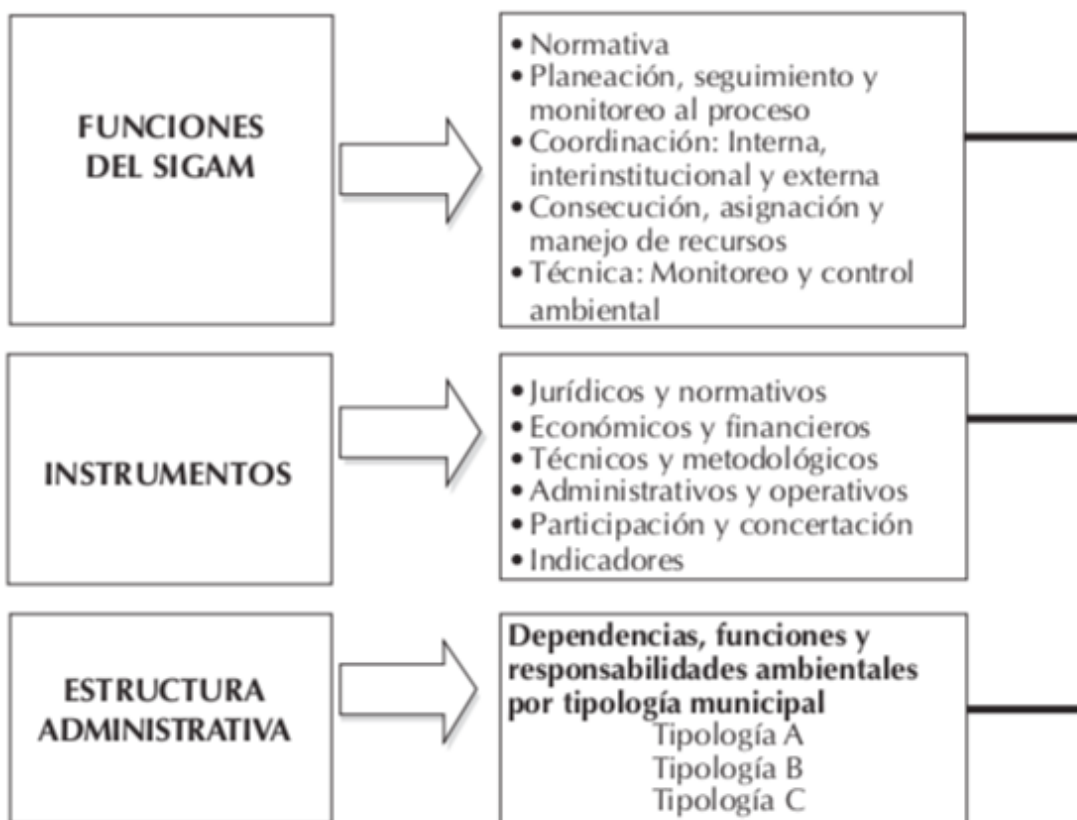 FUNCIONES
DEL SIGAM
• Normativa
• Planeación, seguimiento y
monitoreo al proceso
• Coordinación: Interna,
interinstitucional y externa
• Consecución, asignación y
manejo de recursos
• Técnica: Monitoreo y control
ambiental
INSTRUMENTOS
• Jurídicos y normativos
• Económicos y financieros
• Técnicos y metodológicos
• Administrativos y operativos
• Participación y concertación
• Indicadores
ESTRUCTURA
ADMINISTRATIVA
Dependencias, funciones y
responsabilidades ambientales
por tipología municipal
Tipología A
Tipología B
Tipología C